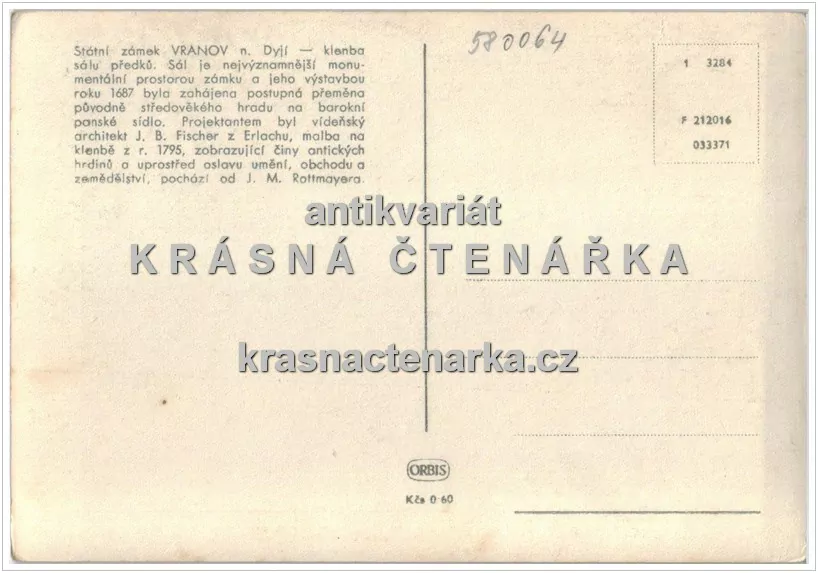 Státní zámek VRANOV n. Dyjí — klenba
sálu předků. Sál je nejvýznamnější monu-
mentální prostorou zámku a jeho výstavbou
roku 1687 byla zahájena postupná přeměna
původně středověkého hradu na barokní
panské sídlo. Projektantem byl vídeňský
architekt J. B. Fischer z Erlachu, malba na
klenbě z r. 1795, zobrazující činy antických
hrdinů a uprostřed oslavu umění, obchodu a
zemědělství, pochází od J. M. Rottmayera.
580064
1 3284
F 212016
033371
antikvariát
KRÁSNÁ ČTENÁŘKA
krasnactenarka.cz
ORBIS
Kčs 0·60